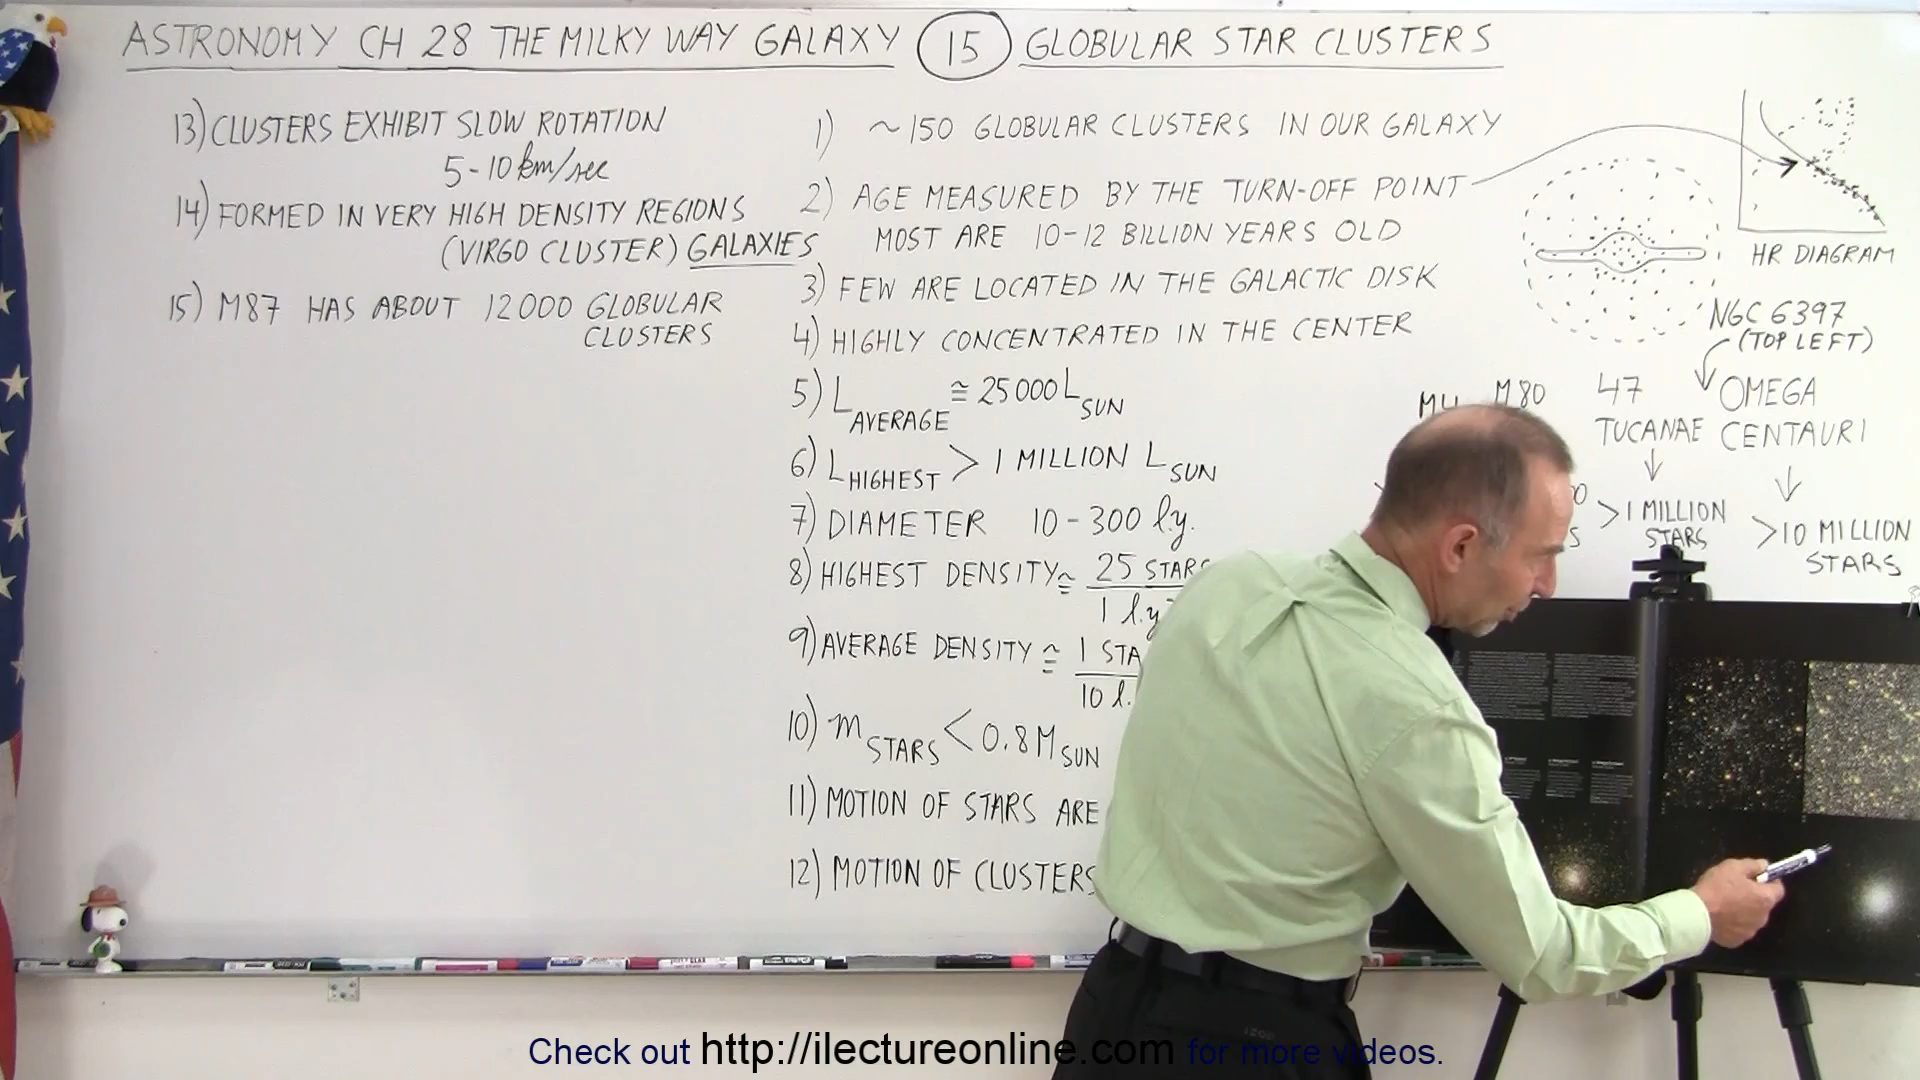 ASTRONOMY CH 28 THE MILKY WAY GALAXY 15 GLOBULAR STAR CLUSTERS
13) CLUSTERS EXHIBIT SLOW ROTATION
5-10 km/sec
14) FORMED IN VERY HIGH DENSITY REGIONS
(VIRGO CLUSTER) GALAXIES
15) M87 HAS ABOUT 12000 GLOBULAR
CLUSTERS
1) ~150 GLOBULAR CLUSTERS IN OUR GALAXY
2) AGE MEASURED BY THE TURN-OFF POINT
MOST ARE 10-12 BILLION YEARS OLD
3) FEW ARE LOCATED IN THE GALACTIC DISK
4) HIGHLY CONCENTRATED IN THE CENTER
5) L AVERAGE ≅ 25000 L SUN
6) L HIGHEST > 1 MILLION L SUN
7) DIAMETER 10-300 l.y.
8) HIGHEST DENSITY ≅ 25 STARS
1 l.y
9) AVERAGE DENSITY ≅ 1 STA
10 l.
10) m STARS < 0.8 M SUN
11) MOTION OF STARS ARE
12) MOTION OF CLUSTERS
HR DIAGRAM
NGC 6397
(TOP LEFT)
M4 M80 47 OMEGA
TUCANAE CENTAURI
>1 MILLION
STARS
>10 MILLION
STARS
Check out http://ilectureonline.com for more videos.